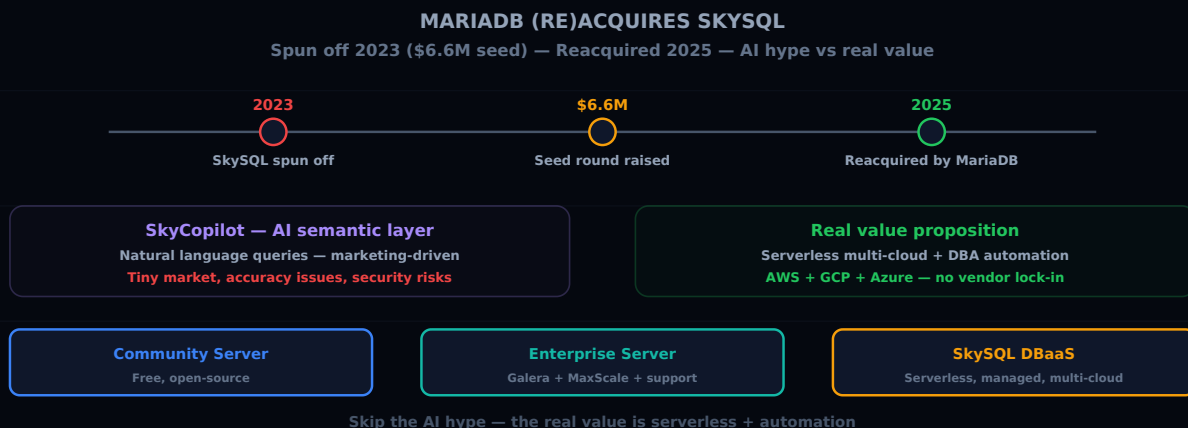 MARIADB (RE)ACQUIRES SKYSQL
Spun off 2023 ($6.6M seed) — Reacquired 2025 — AI hype vs real value
2023
$6.6M
2025
SkySQL spun off
Seed round raised
Reacquired by MariaDB
SkyCopilot — AI semantic layer
Natural language queries — marketing-driven
Tiny market, accuracy issues, security risks
Real value proposition
Serverless multi-cloud + DBA automation
AWS + GCP + Azure — no vendor lock-in
Community Server
Free, open-source
Enterprise Server
Galera + MaxScale + support
SkySQL DBaaS
Serverless, managed, multi-cloud
Skip the AI hype — the real value is serverless + automation